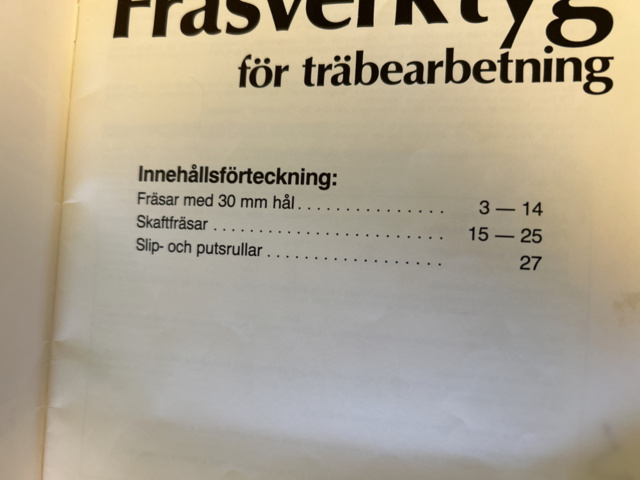 Fräsverktyg
för träbearbetning
Innehållsförteckning:
Fräsar med 30 mm hål . . . . . . . . . . . . . . . 3 — 14
Skaftfräsar . . . . . . . . . . . . . . . . . . . . . . . . 15 — 25
Slip- och putsrullar . . . . . . . . . . . . . . . . . . 27